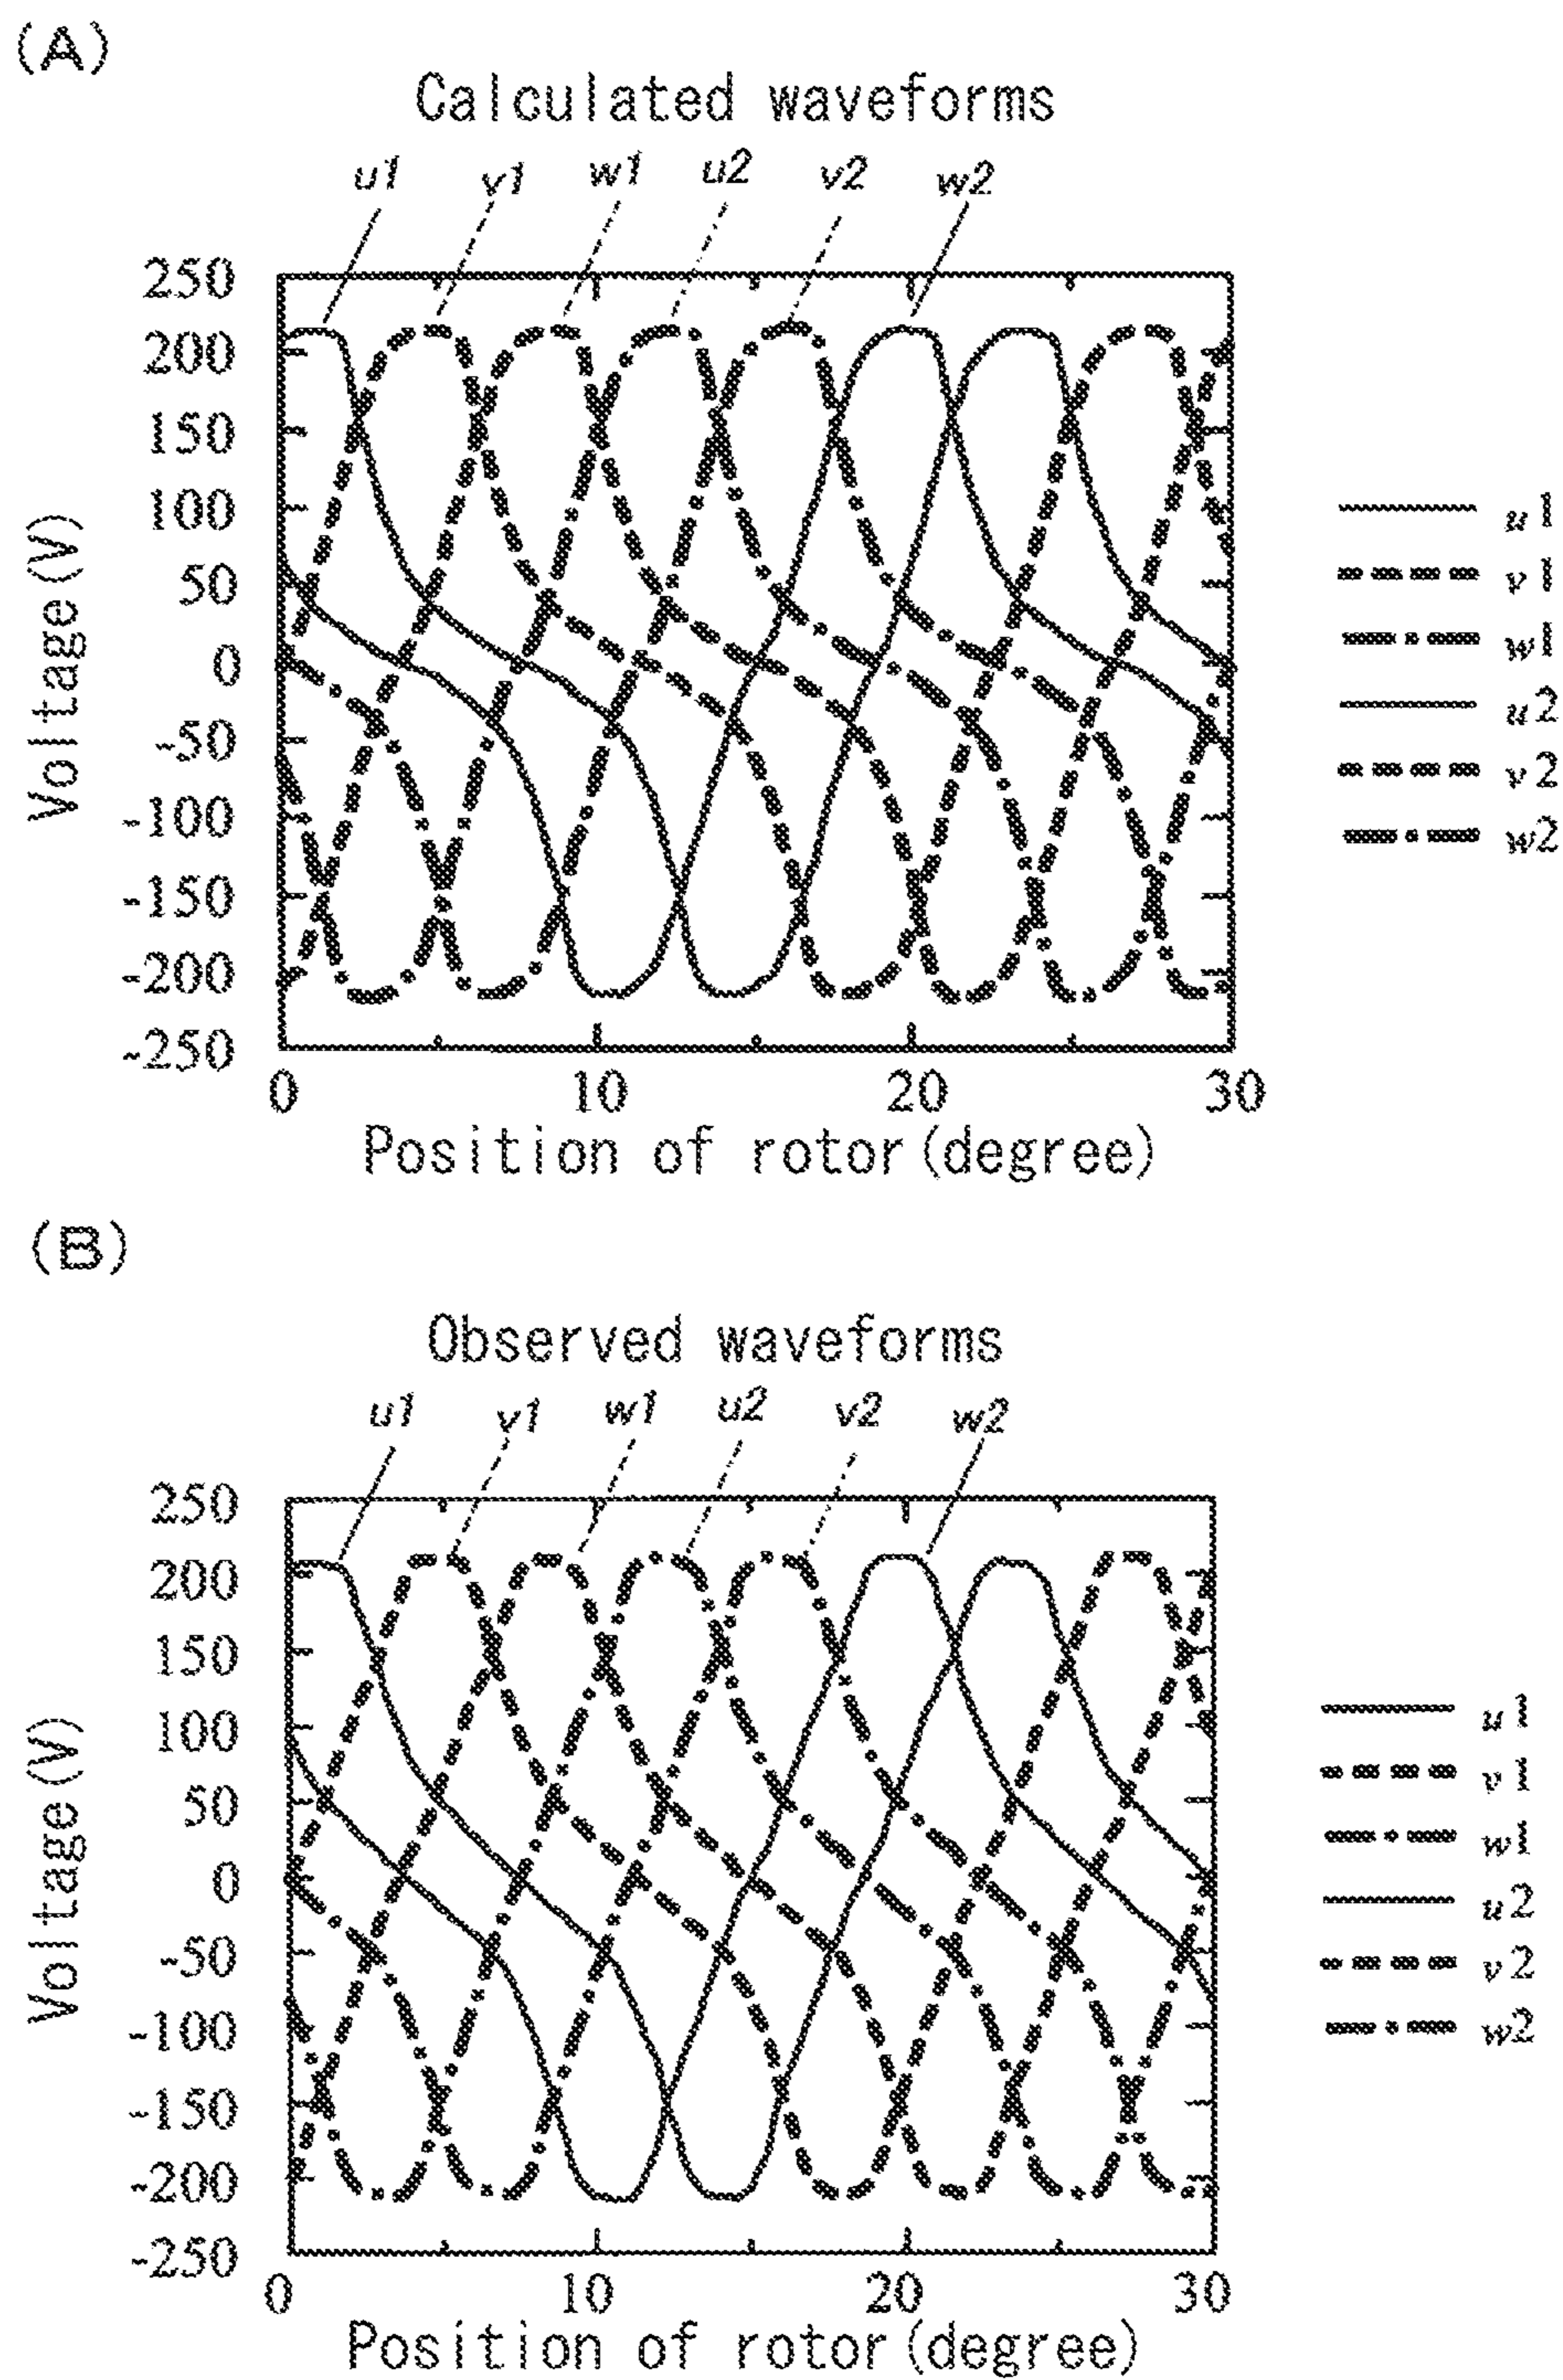 (A)
Calculated waveforms
u1 v1 w1 u2 v2 w2
250
200
150
100
50
0
-50
-100
-150
-200
-250
Voltage(V)
0 10 20 30
Position of rotor(degree)
u1
v1
w1
u2
v2
w2
(B)
Observed waveforms
u1 v1 w1 u2 v2 w2
250
200
150
100
50
0
-50
-100
-150
-200
-250
Voltage(V)
0 10 20 30
Position of rotor(degree)
u1
v1
w1
u2
v2
w2